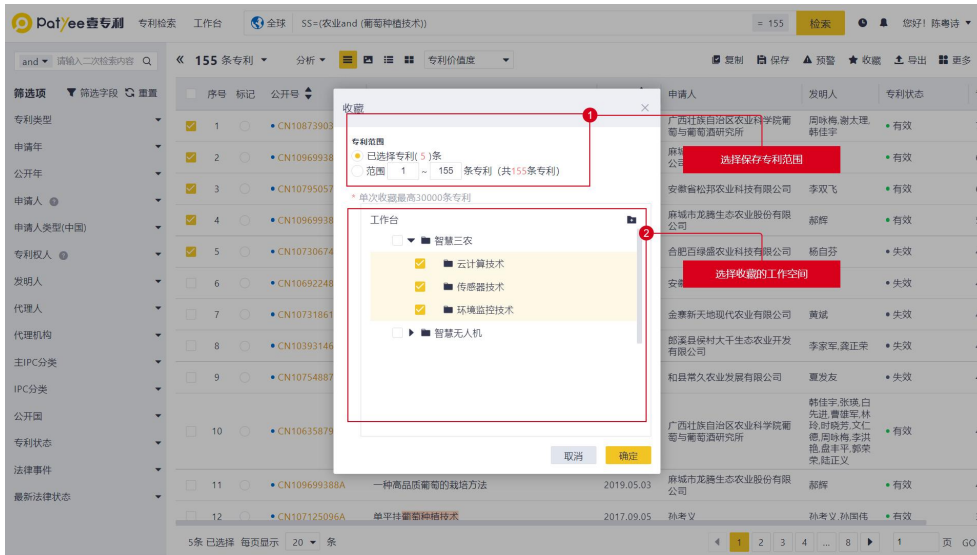 Patyee壹专利 专利检索 工作台 全球 SS=(农业and (葡萄种植技术)) = 155 检索 您好! 陈粤诗
and 请输入二次检索内容 155 条专利 分析 专利价值度 复制 保存 预警 收藏 导出 更多
筛选项 筛选字段 重置
专利类型
申请年
公开年
申请人
申请人类型(中国)
专利权人
发明人
代理人
代理机构
主IPC分类
IPC分类
公开国
专利状态
法律事件
最新法律状态
序号 标记 公开号 申请人 发明人 专利状态
1 CN10873903 广西壮族自治区农业科学院葡萄与葡萄酒研究所 周咏梅,谢太理,韩佳宇 有效
2 CN10969938 有效
3 CN10795057 安徽省松邦农业科技有限公司 李双飞 有效
4 CN10969938 麻城市龙腾生态农业股份有限公司 郝辉 有效
5 CN10730674 合肥百绿盛农业科技有限公司 杨自芬 失效
6 CN10692248 失效
7 CN10731861 金寨新天地现代农业有限公司 黄斌 失效
8 CN10393146 郎溪县侯村大干生态农业开发有限公司 李家军,龚正荣 失效
9 CN10754887 和县常久农业发展有限公司 夏发友 失效
10 CN10635879 广西壮族自治区农业科学院葡萄与葡萄酒研究所 韩佳宇,张瑛,白先进,曹雄军,林玲,时晓芳,文仁德,周咏梅,李洪艳,盘丰平,郭荣荣,陆正义 有效
11 CN109699388A 一种高品质葡萄的栽培方法 2019.05.03 麻城市龙腾生态农业股份有限公司 郝辉 有效
12 CN107125096A 单平挂葡萄种植技术 2017.09.05 孙考义 孙考义,孙国伟 有效
收藏
专利范围
已选择专利( 5 )条
范围 1 ~ 155 条专利 (共155条专利)
* 单次收藏最高30000条专利
工作台
智慧三农
云计算技术
传感器技术
环境监控技术
智慧无人机
取消 确定
1
选择保存专利范围
2
选择收藏的工作空间
5条 已选择 每页显示 20 条 1 2 3 4 ... 8 1 页 GO